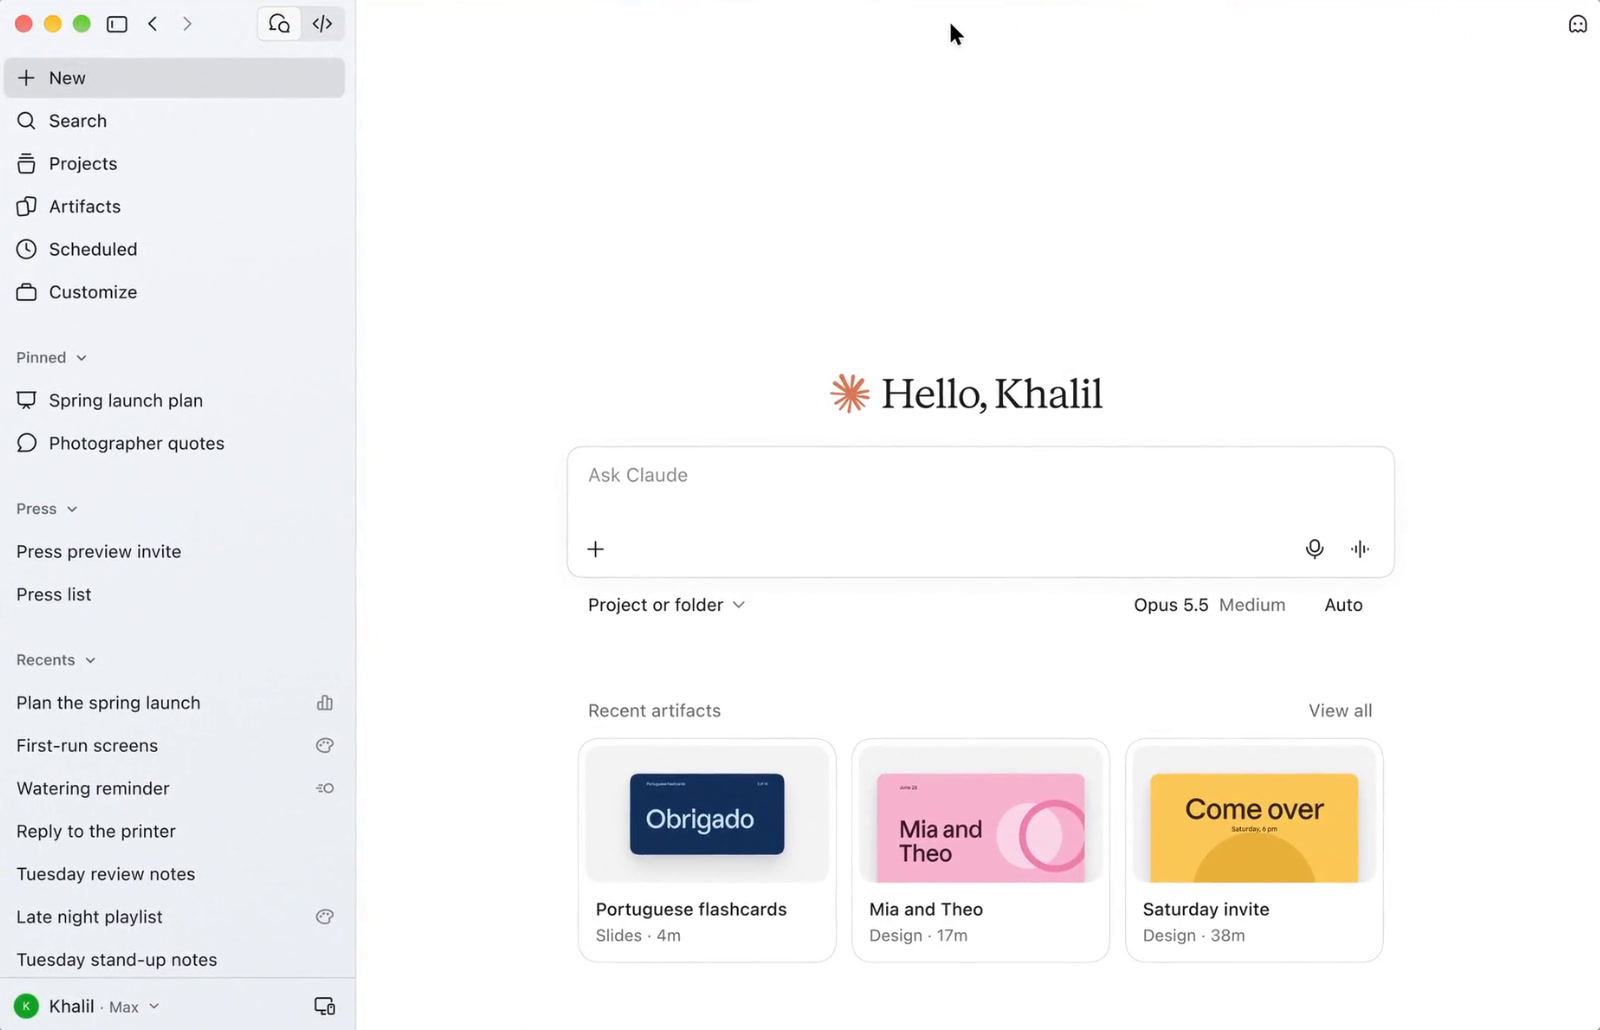 New
Search
Projects
Artifacts
Scheduled
Customize
Pinned
Spring launch plan
Photographer quotes
Press
Press preview invite
Press list
Recents
Plan the spring launch
First-run screens
Watering reminder
Reply to the printer
Tuesday review notes
Late night playlist
Tuesday stand-up notes
K
Khalil · Max
Hello, Khalil
Ask Claude
Project or folder
Opus 5.5 Medium
Auto
Recent artifacts
View all
Portuguese flashcards
Obrigado
Portuguese flashcards
Slides · 4m
June 28
Mia and
Theo
Mia and Theo
Design · 17m
Come over
Saturday, 6 pm
Saturday invite
Design · 38m